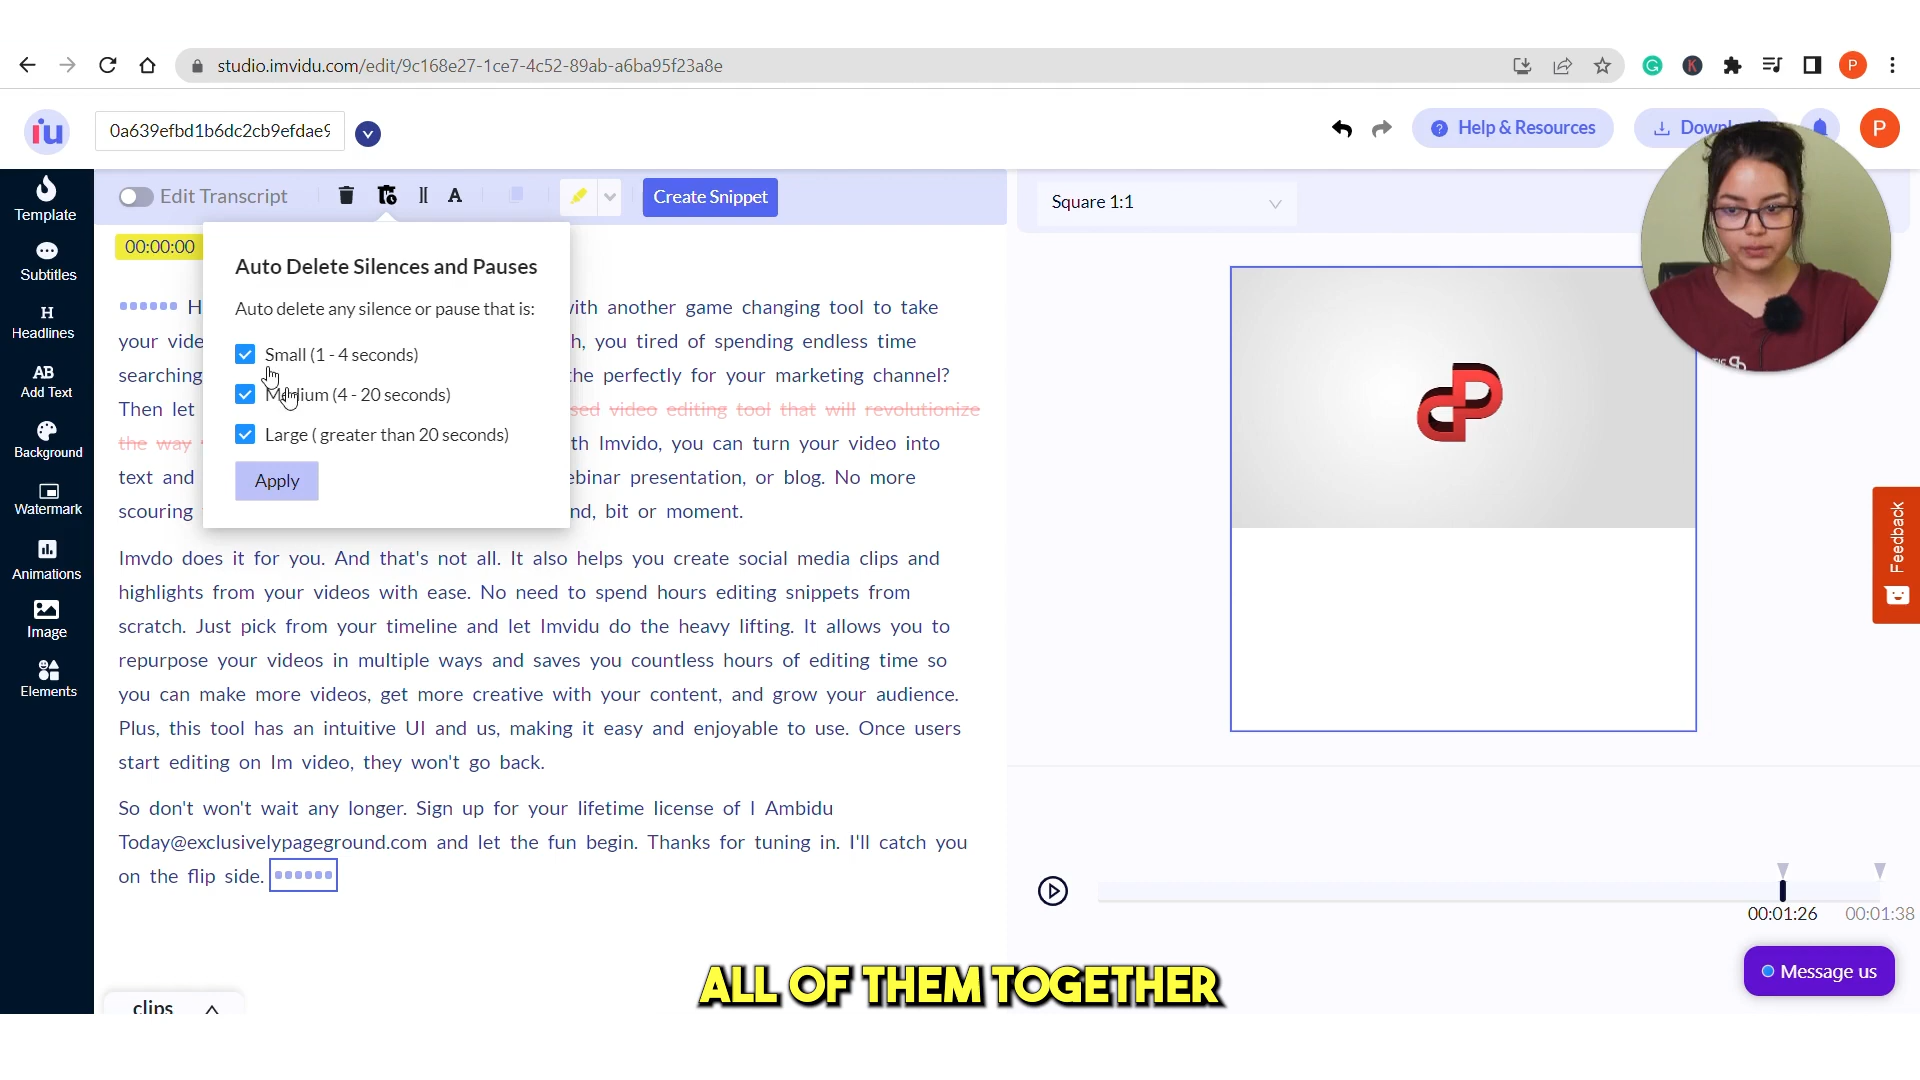 studio.imvidu.com/edit/9c168e27-1ce7-4c52-89ab-a6ba95f23a8e
K
P
iu
0a639efbd1b6dc2cb9efdae9
Help & Resources
P
Template
Subtitles
H
Headlines
AB
Add Text
Background
Watermark
Animations
Image
Elements
Edit Transcript
A
Create Snippet
Square 1:1
00:00:00
Auto Delete Silences and Pauses
Auto delete any silence or pause that is:
Small (1 - 4 seconds)
Medium (4 - 20 seconds)
Large ( greater than 20 seconds)
Apply
with another game changing tool to take
your you tired of spending endless time
searching perfectly for your marketing channel?
Then let video editing tool that will revolutionize
the way Imvido, you can turn your video into
text and presentation, or blog. No more
scouring bit or moment.
Imvdo does it for you. And that's not all. It also helps you create social media clips and
highlights from your videos with ease. No need to spend hours editing snippets from
scratch. Just pick from your timeline and let Imvidu do the heavy lifting. It allows you to
repurpose your videos in multiple ways and saves you countless hours of editing time so
you can make more videos, get more creative with your content, and grow your audience.
Plus, this tool has an intuitive UI and us, making it easy and enjoyable to use. Once users
start editing on Im video, they won't go back.
So don't won't wait any longer. Sign up for your lifetime license of I Ambidu
Today@exclusivelypageground.com and let the fun begin. Thanks for tuning in. I'll catch you
on the flip side.
Feedback
00:01:26 00:01:38
Message us
clips
ALL OF THEM TOGETHER